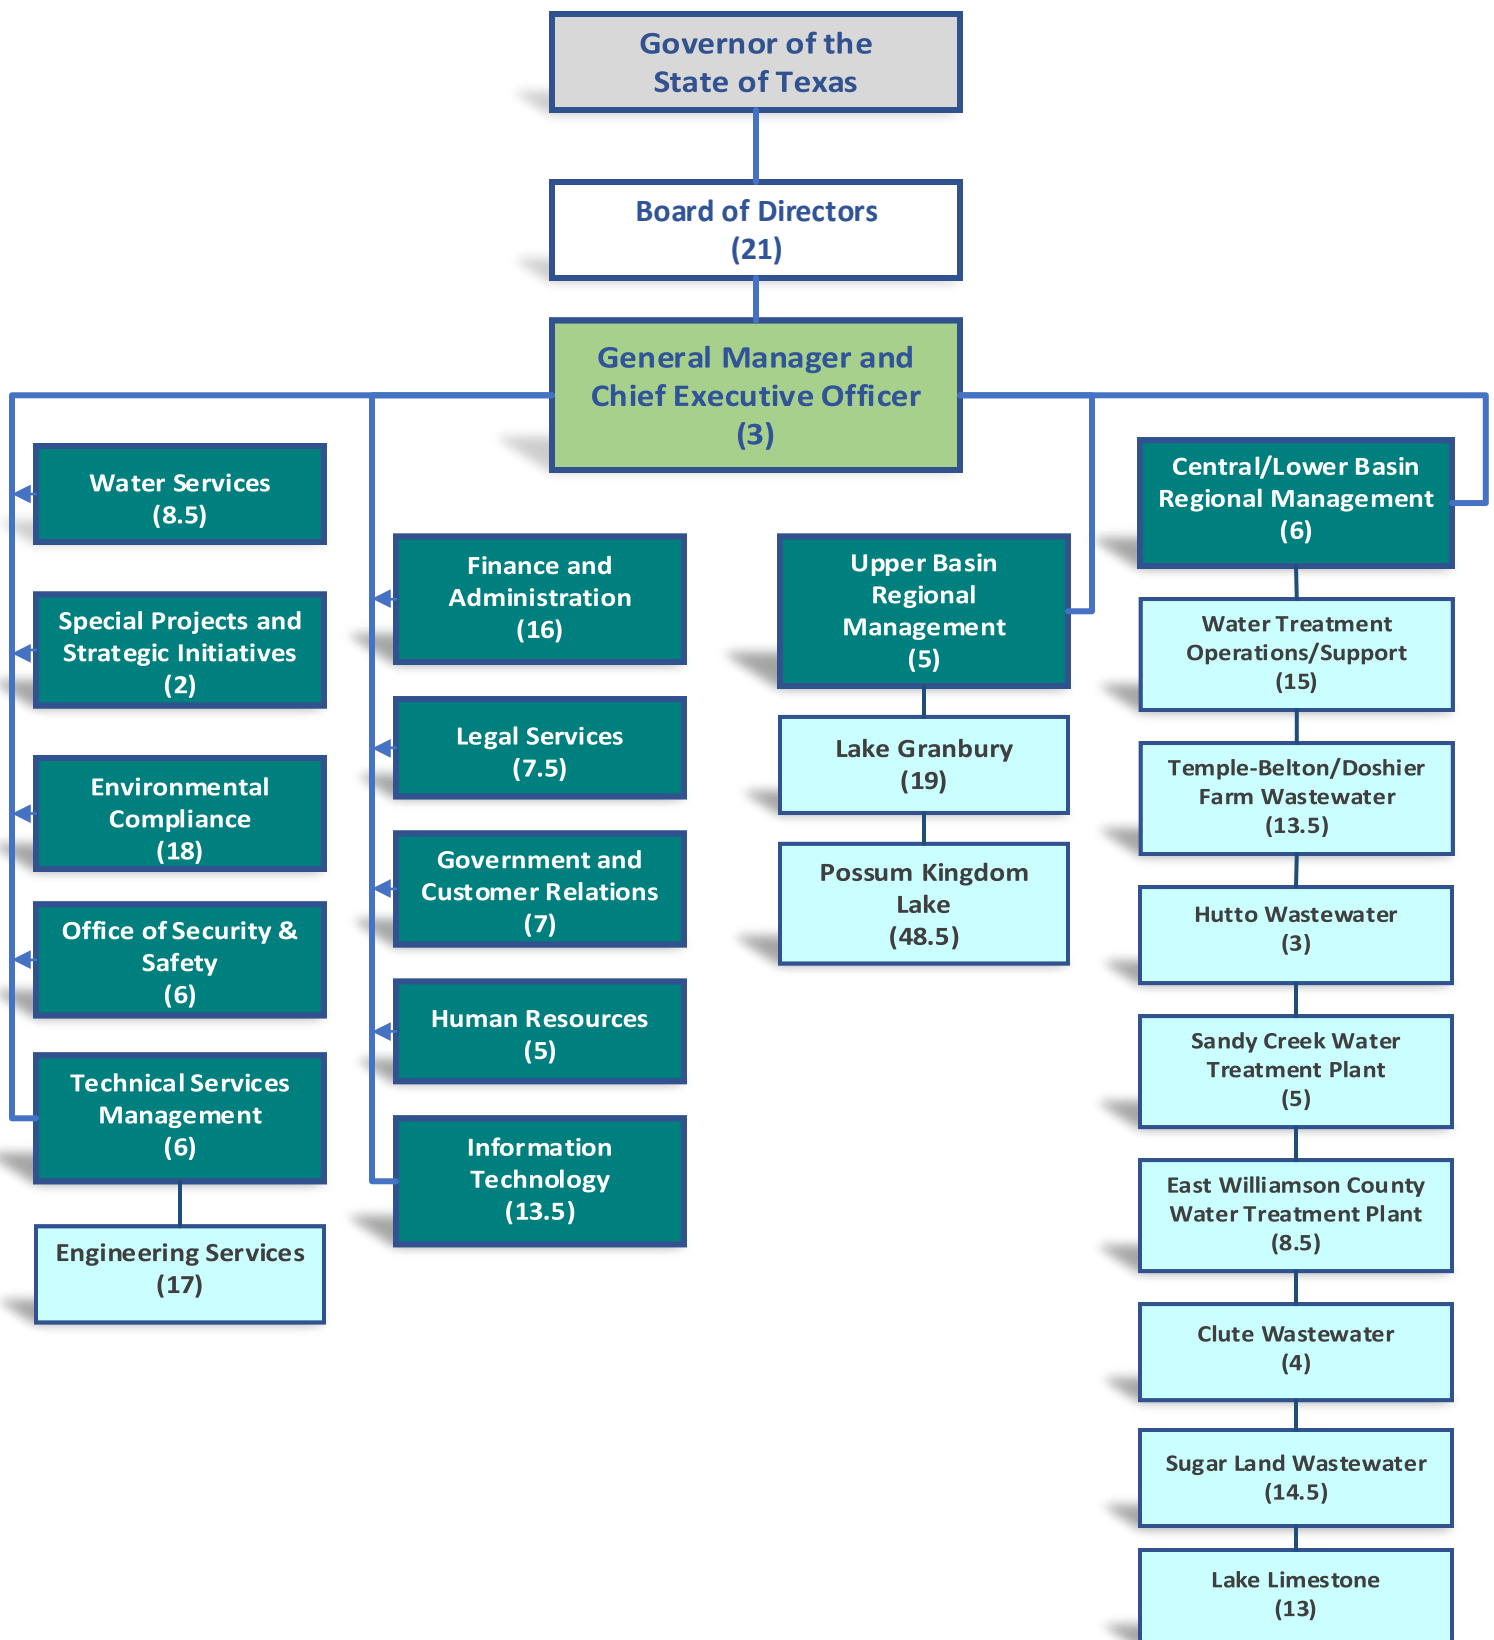 Governor of the
State of Texas
Board of Directors
(21)
General Manager and
Chief Executive Officer
(3)
Water Services
(8.5)
Special Projects and
Strategic Initiatives
(2)
Environmental
Compliance
(18)
Office of Security &
Safety
(6)
Technical Services
Management
(6)
Engineering Services
(17)
Finance and
Administration
(16)
Legal Services
(7.5)
Government and
Customer Relations
(7)
Human Resources
(5)
Information
Technology
(13.5)
Upper Basin
Regional
Management
(5)
Lake Granbury
(19)
Possum Kingdom
Lake
(48.5)
Central/Lower Basin
Regional Management
(6)
Water Treatment
Operations/Support
(15)
Temple-Belton/Doshier
Farm Wastewater
(13.5)
Hutto Wastewater
(3)
Sandy Creek Water
Treatment Plant
(5)
East Williamson County
Water Treatment Plant
(8.5)
Clute Wastewater
(4)
Sugar Land Wastewater
(14.5)
Lake Limestone
(13)